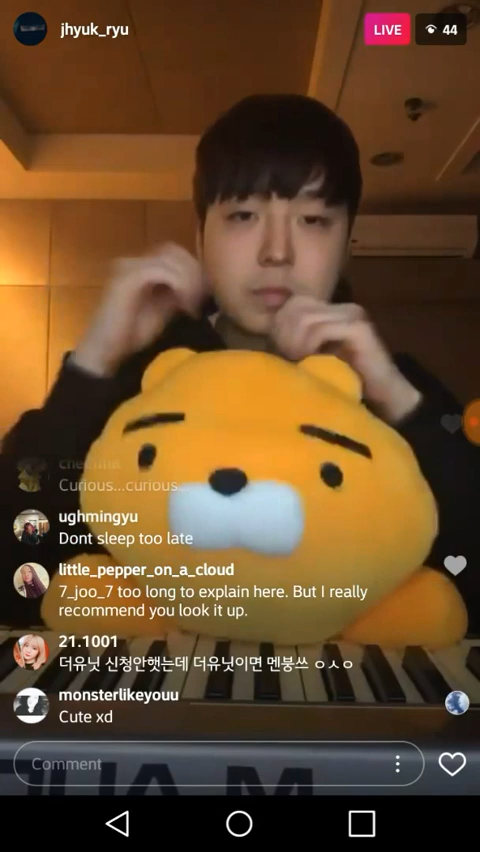 jhyuk_ryu
LIVE
44
Curious...curious..
ughmingyu
Dont sleep too late
little_pepper_on_a_cloud
7_joo_7 too long to explain here. But I really
recommend you look it up.
21.1001
더유닛 신청안햇는데 더유닛이면 멘붕쓰 ㅇㅅㅇ
monsterlikeyouu
Cute xd
Comment